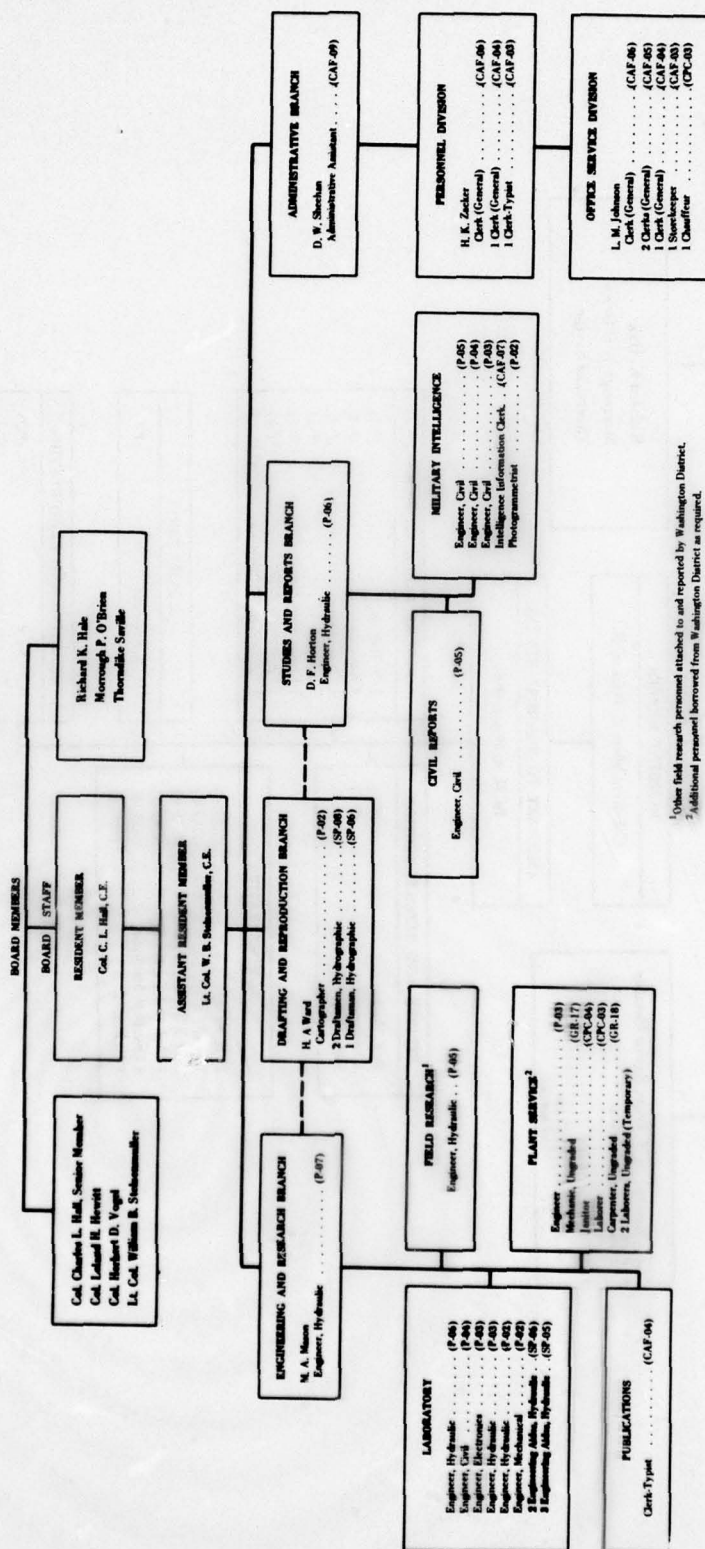 BOARD MEMBERS
Col. Charles L. Hall, Senior Member
Col. Leland H. Hewitt
Col. Herbert D. Vogel
Lt. Col. William B. Stelzenmuller
BOARD STAFF
RESIDENT MEMBER
Col. C. L. Hall, C.E.
Richard K. Hale
Morrough P. O'Brien
Thorndike Saville
ASSISTANT RESIDENT MEMBER
Lt. Col. W. B. Stelzenmuller, C.E.
ENGINEERING AND RESEARCH BRANCH
M. A. Mason
Engineer, Hydraulic ........ (P-07)
DRAFTING AND REPRODUCTION BRANCH
H. A Ward
Cartographer ........ (P-02)
2 Draftsmen, Hydrographic ........ (SP-08)
1 Draftsman, Hydrographic ........ (SP-06)
STUDIES AND REPORTS BRANCH
D. F. Horton
Engineer, Hydraulic ........ (P-06)
ADMINISTRATIVE BRANCH
D. W. Sheehan
Administrative Assistant ..... (CAF-09)
LABORATORY
Engineer, Hydraulic ....... (P-06)
Engineer, Civil ........ (P-04)
Engineer, Electronics ...... (P-03)
Engineer, Hydraulic ....... (P-03)
Engineer, Hydraulic ....... (P-02)
Engineer, Mechanical ...... (P-02)
2 Engineering Aides, Hydraulic .. (SP-06)
3 Engineering Aides, Hydraulic .. (SP-05)
FIELD RESEARCH1
Engineer, Hydraulic .. (P-05)
CIVIL REPORTS
Engineer, Civil .......... (P-05)
MILITARY INTELLIGENCE
Engineer, Civil ............ (P-05)
Engineer, Civil ............ (P-04)
Engineer, Civil ............ (P-03)
Intelligence Information Clerk .. (CAF-07)
Photogrammetrist .......... (P-02)
PERSONNEL DIVISION
H. K. Zacker
Clerk (General) ......... (CAF-06)
1 Clerk (General) ........ (CAF-04)
1 Clerk-Typist ......... (CAF-03)
PUBLICATIONS
Clerk-Typist ......... (CAF-04)
PLANT SERVICE2
Engineer .............. (P-03)
Mechanic, Ungraded ........ (GR-17)
Janitor .............. (CPC-04)
Laborer .............. (CPC-03)
Carpenter, Ungraded ........ (GR-18)
2 Laborers, Ungraded (Temporary)
OFFICE SERVICE DIVISION
L. M. Johnson
Clerk (General) ......... (CAF-06)
2 Clerks (General) ........ (CAF-05)
1 Clerk (General) ........ (CAF-04)
1 Storekeeper .......... (CAF-03)
1 Chauffeur ........... (CPC-03)
1Other field research personnel attached to and reported by Washington District.
2Additional personnel borrowed from Washington District as required.